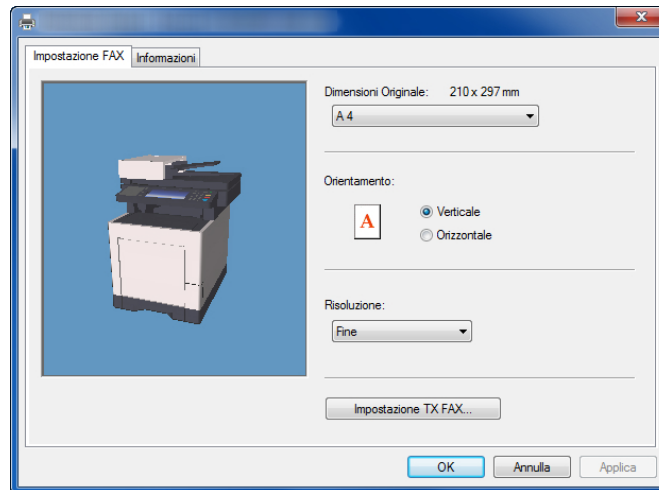 Impostazione FAX
Informazioni
Dimensioni Originale: 210 x 297 mm
A 4
Orientamento:
A
Verticale
Orizzontale
Risoluzione:
Fine
Impostazione TX FAX...
OK
Annulla
Applica